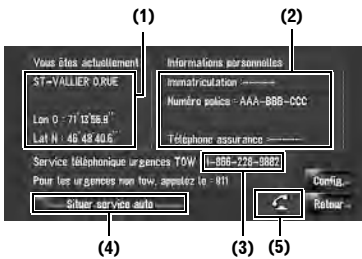 (1)
(2)
Vous êtes actuellement
Informations personnelles
ST-VALLIER O,RUE
Immatriculation :-------
Numéro police : AAA-BBB-CCC
Lon O : 71°13'56.9"
Lat N : 46°48'40.6"
Téléphone assurance :-------
Service téléphonique urgences TOW : 1-866-228-9882
Pour les urgences non tow, appelez le : 911
Config.
Situer service auto
Retour
(4)
(3)
(5)